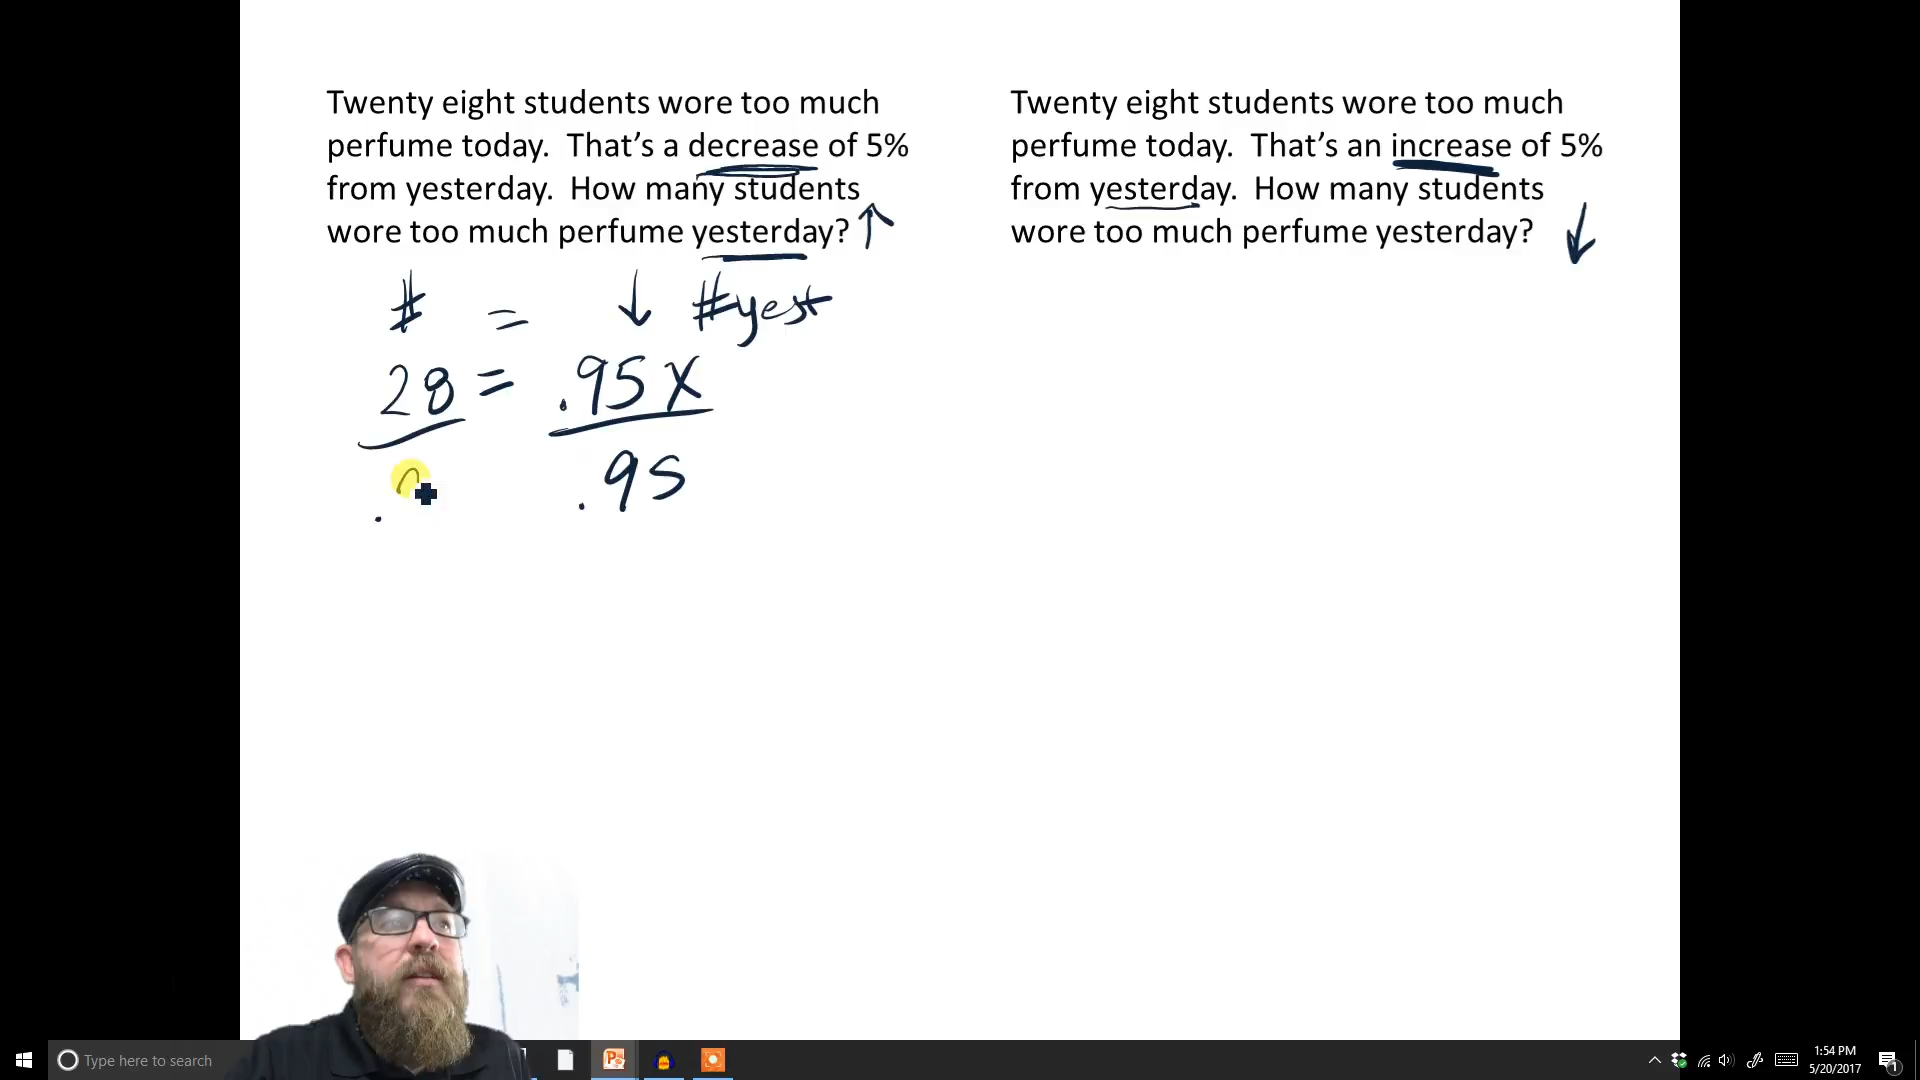 Twenty eight students wore too much
perfume today. That's a decrease of 5%
from yesterday. How many students
wore too much perfume yesterday? ↑
# = ↓ #yest
28 = .95x
.95
Twenty eight students wore too much
perfume today. That's an increase of 5%
from yesterday. How many students
wore too much perfume yesterday? ↓
Type here to search
1:54 PM
5/20/2017
1